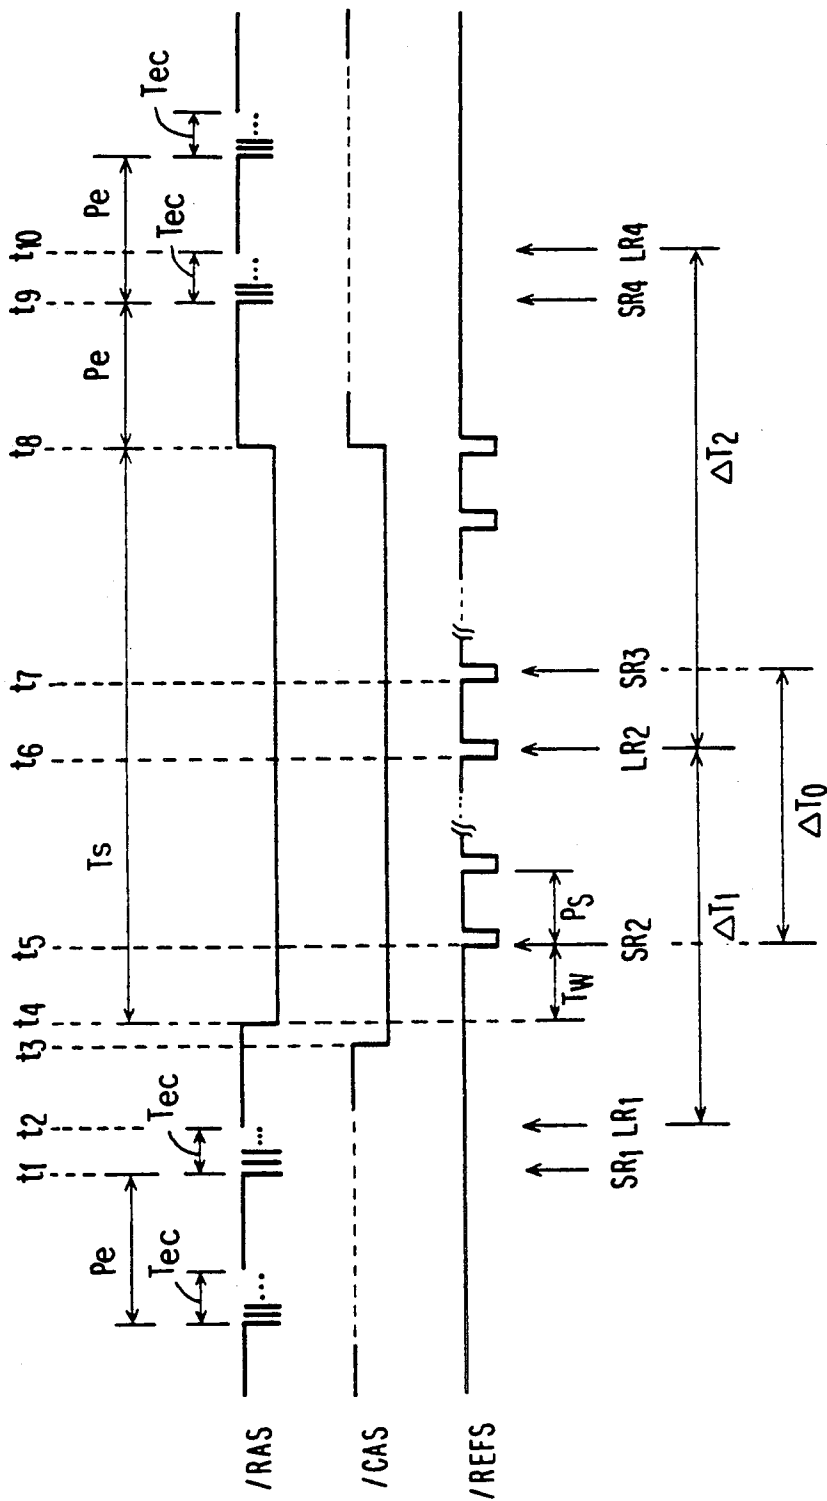 t1 t2 t3 t4 t5 t6 t7 t8 t9 t10
Pe Ts Pe Pe
Tec Tec Tec Tec
/RAS
/CAS
/REFS
TW PS
SR1 LR1 SR2 LR2 SR3 SR4 LR4
ΔT1 ΔT2
ΔT0